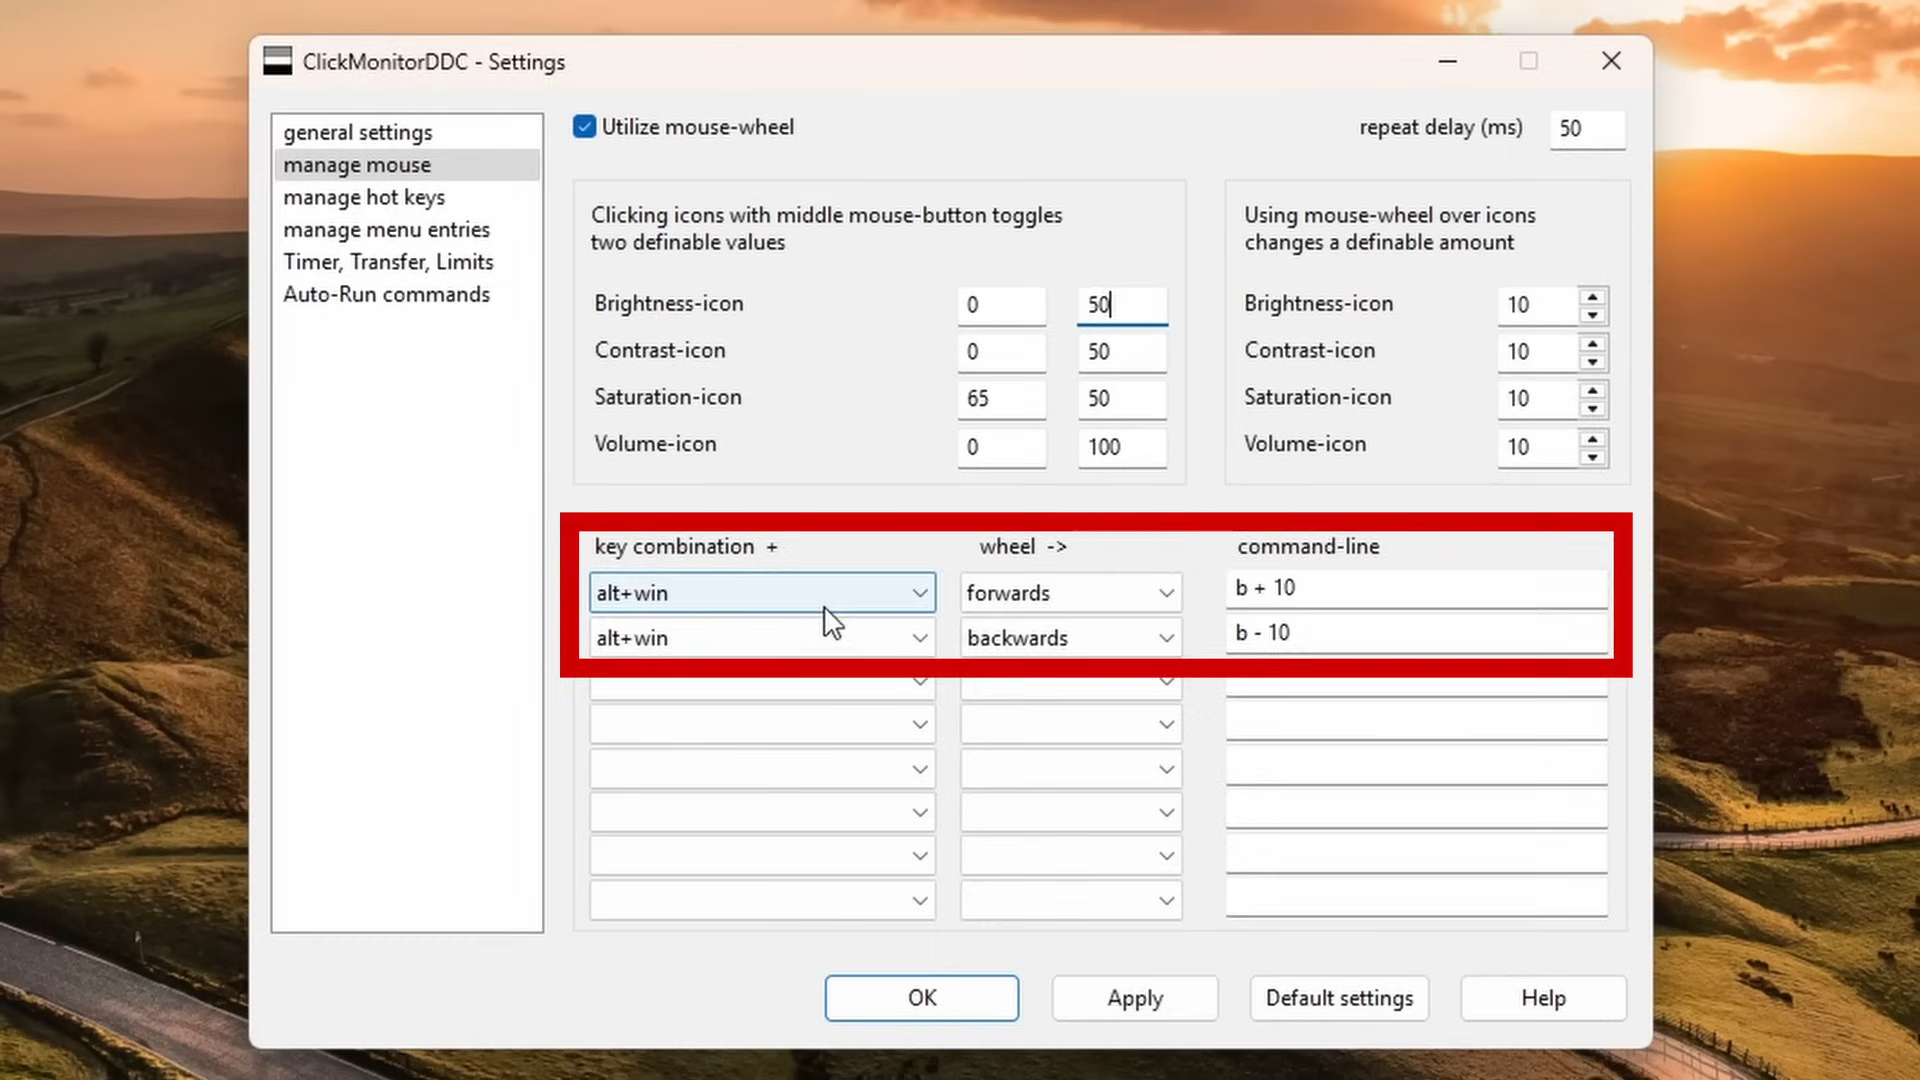 ClickMonitorDDC - Settings
general settings
manage mouse
manage hot keys
manage menu entries
Timer, Transfer, Limits
Auto-Run commands
Utilize mouse-wheel
repeat delay (ms) 50
Clicking icons with middle mouse-button toggles
two definable values
Brightness-icon 0 50
Contrast-icon 0 50
Saturation-icon 65 50
Volume-icon 0 100
Using mouse-wheel over icons
changes a definable amount
Brightness-icon 10
Contrast-icon 10
Saturation-icon 10
Volume-icon 10
key combination + wheel -> command-line
alt+win forwards b + 10
alt+win backwards b - 10
OK Apply Default settings Help